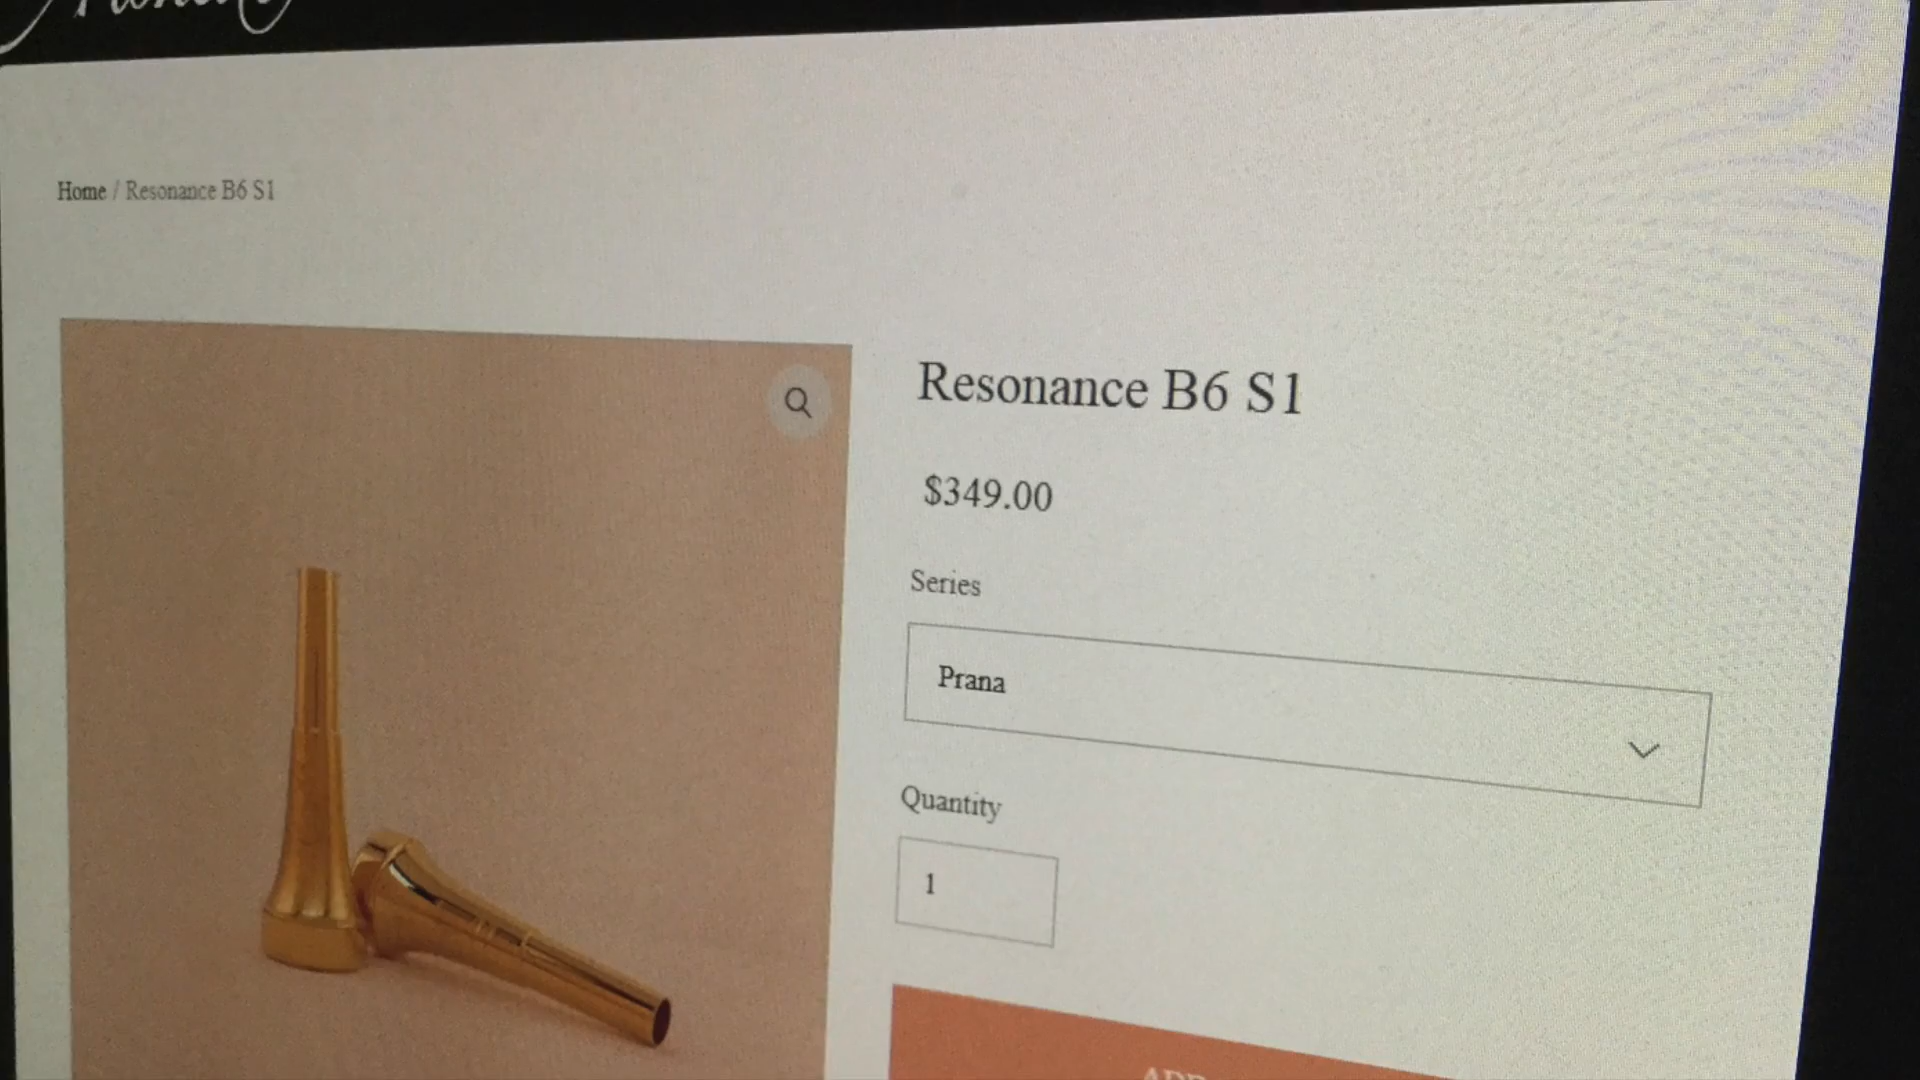 Home / Resonance B6 S1
Resonance B6 S1
$349.00
Series
Prana
Quantity
1